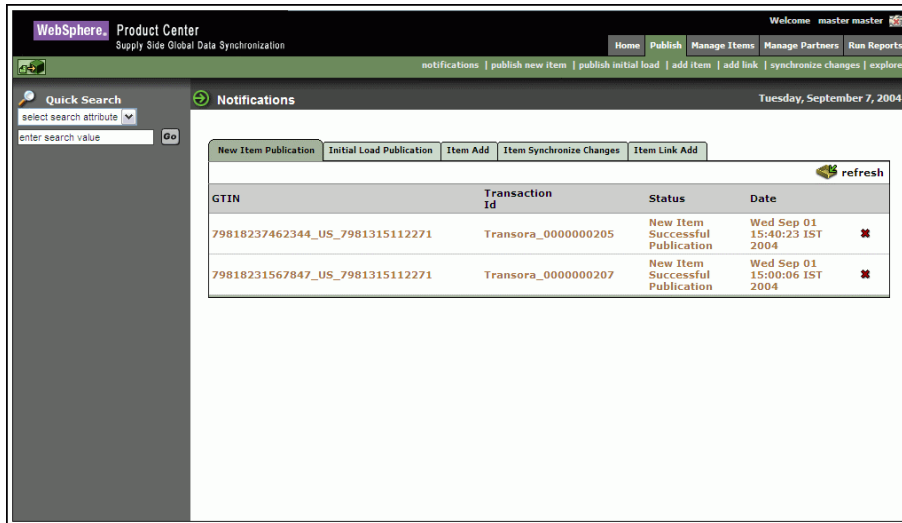 WebSphere. Product Center
Supply Side Global Data Synchronization
Welcome master master
Home Publish Manage Items Manage Partners Run Reports
notifications | publish new item | publish initial load | add item | add link | synchronize changes | explore
Quick Search
select search attribute
enter search value Go
Notifications Tuesday, September 7, 2004
New Item Publication Initial Load Publication Item Add Item Synchronize Changes Item Link Add
refresh
GTIN Transaction Id Status Date
79818237462344_US_7981315112271 Transora_0000000205 New Item Successful Publication Wed Sep 01 15:40:23 IST 2004
79818231567847_US_7981315112271 Transora_0000000207 New Item Successful Publication Wed Sep 01 15:00:06 IST 2004